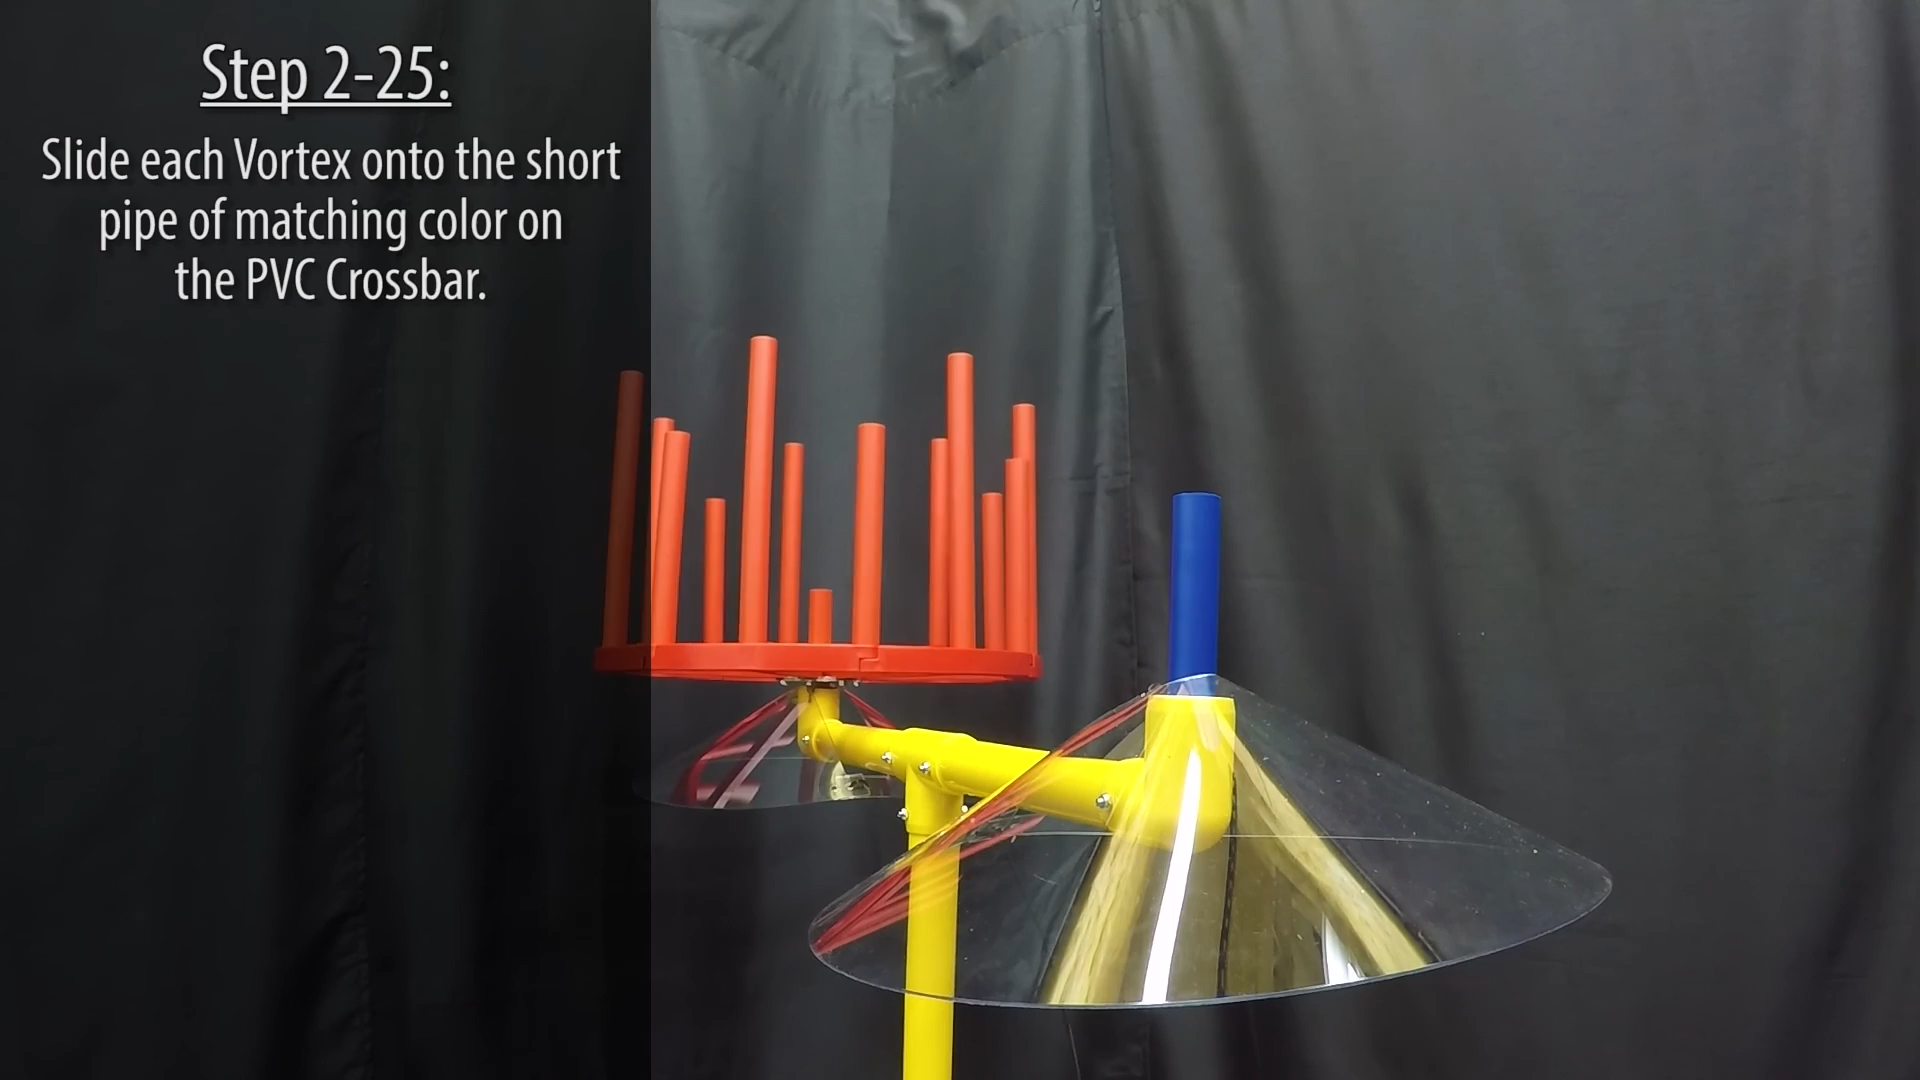 Step 2-25:
Slide each Vortex onto the short
pipe of matching color on
the PVC Crossbar.